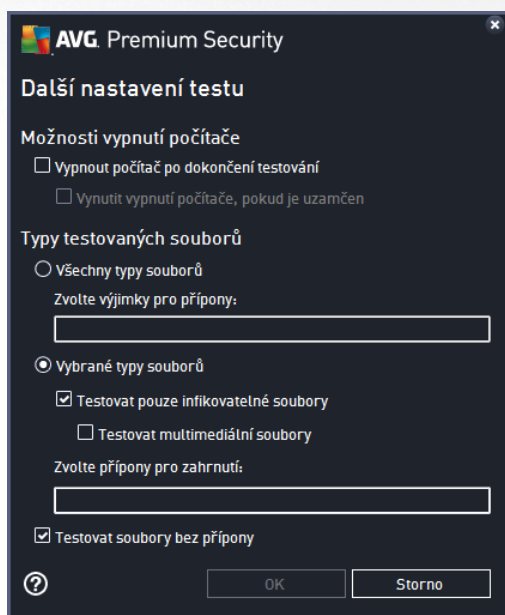 AVG. Premium Security
Další nastavení testu
Možnosti vypnutí počítače
Vypnout počítač po dokončení testování
Vynutit vypnutí počítače, pokud je uzamčen
Typy testovaných souborů
Všechny typy souborů
Zvolte výjimky pro přípony:
Vybrané typy souborů
Testovat pouze infikovatelné soubory
Testovat multimediální soubory
Zvolte přípony pro zahrnutí:
Testovat soubory bez přípony
? OK Storno